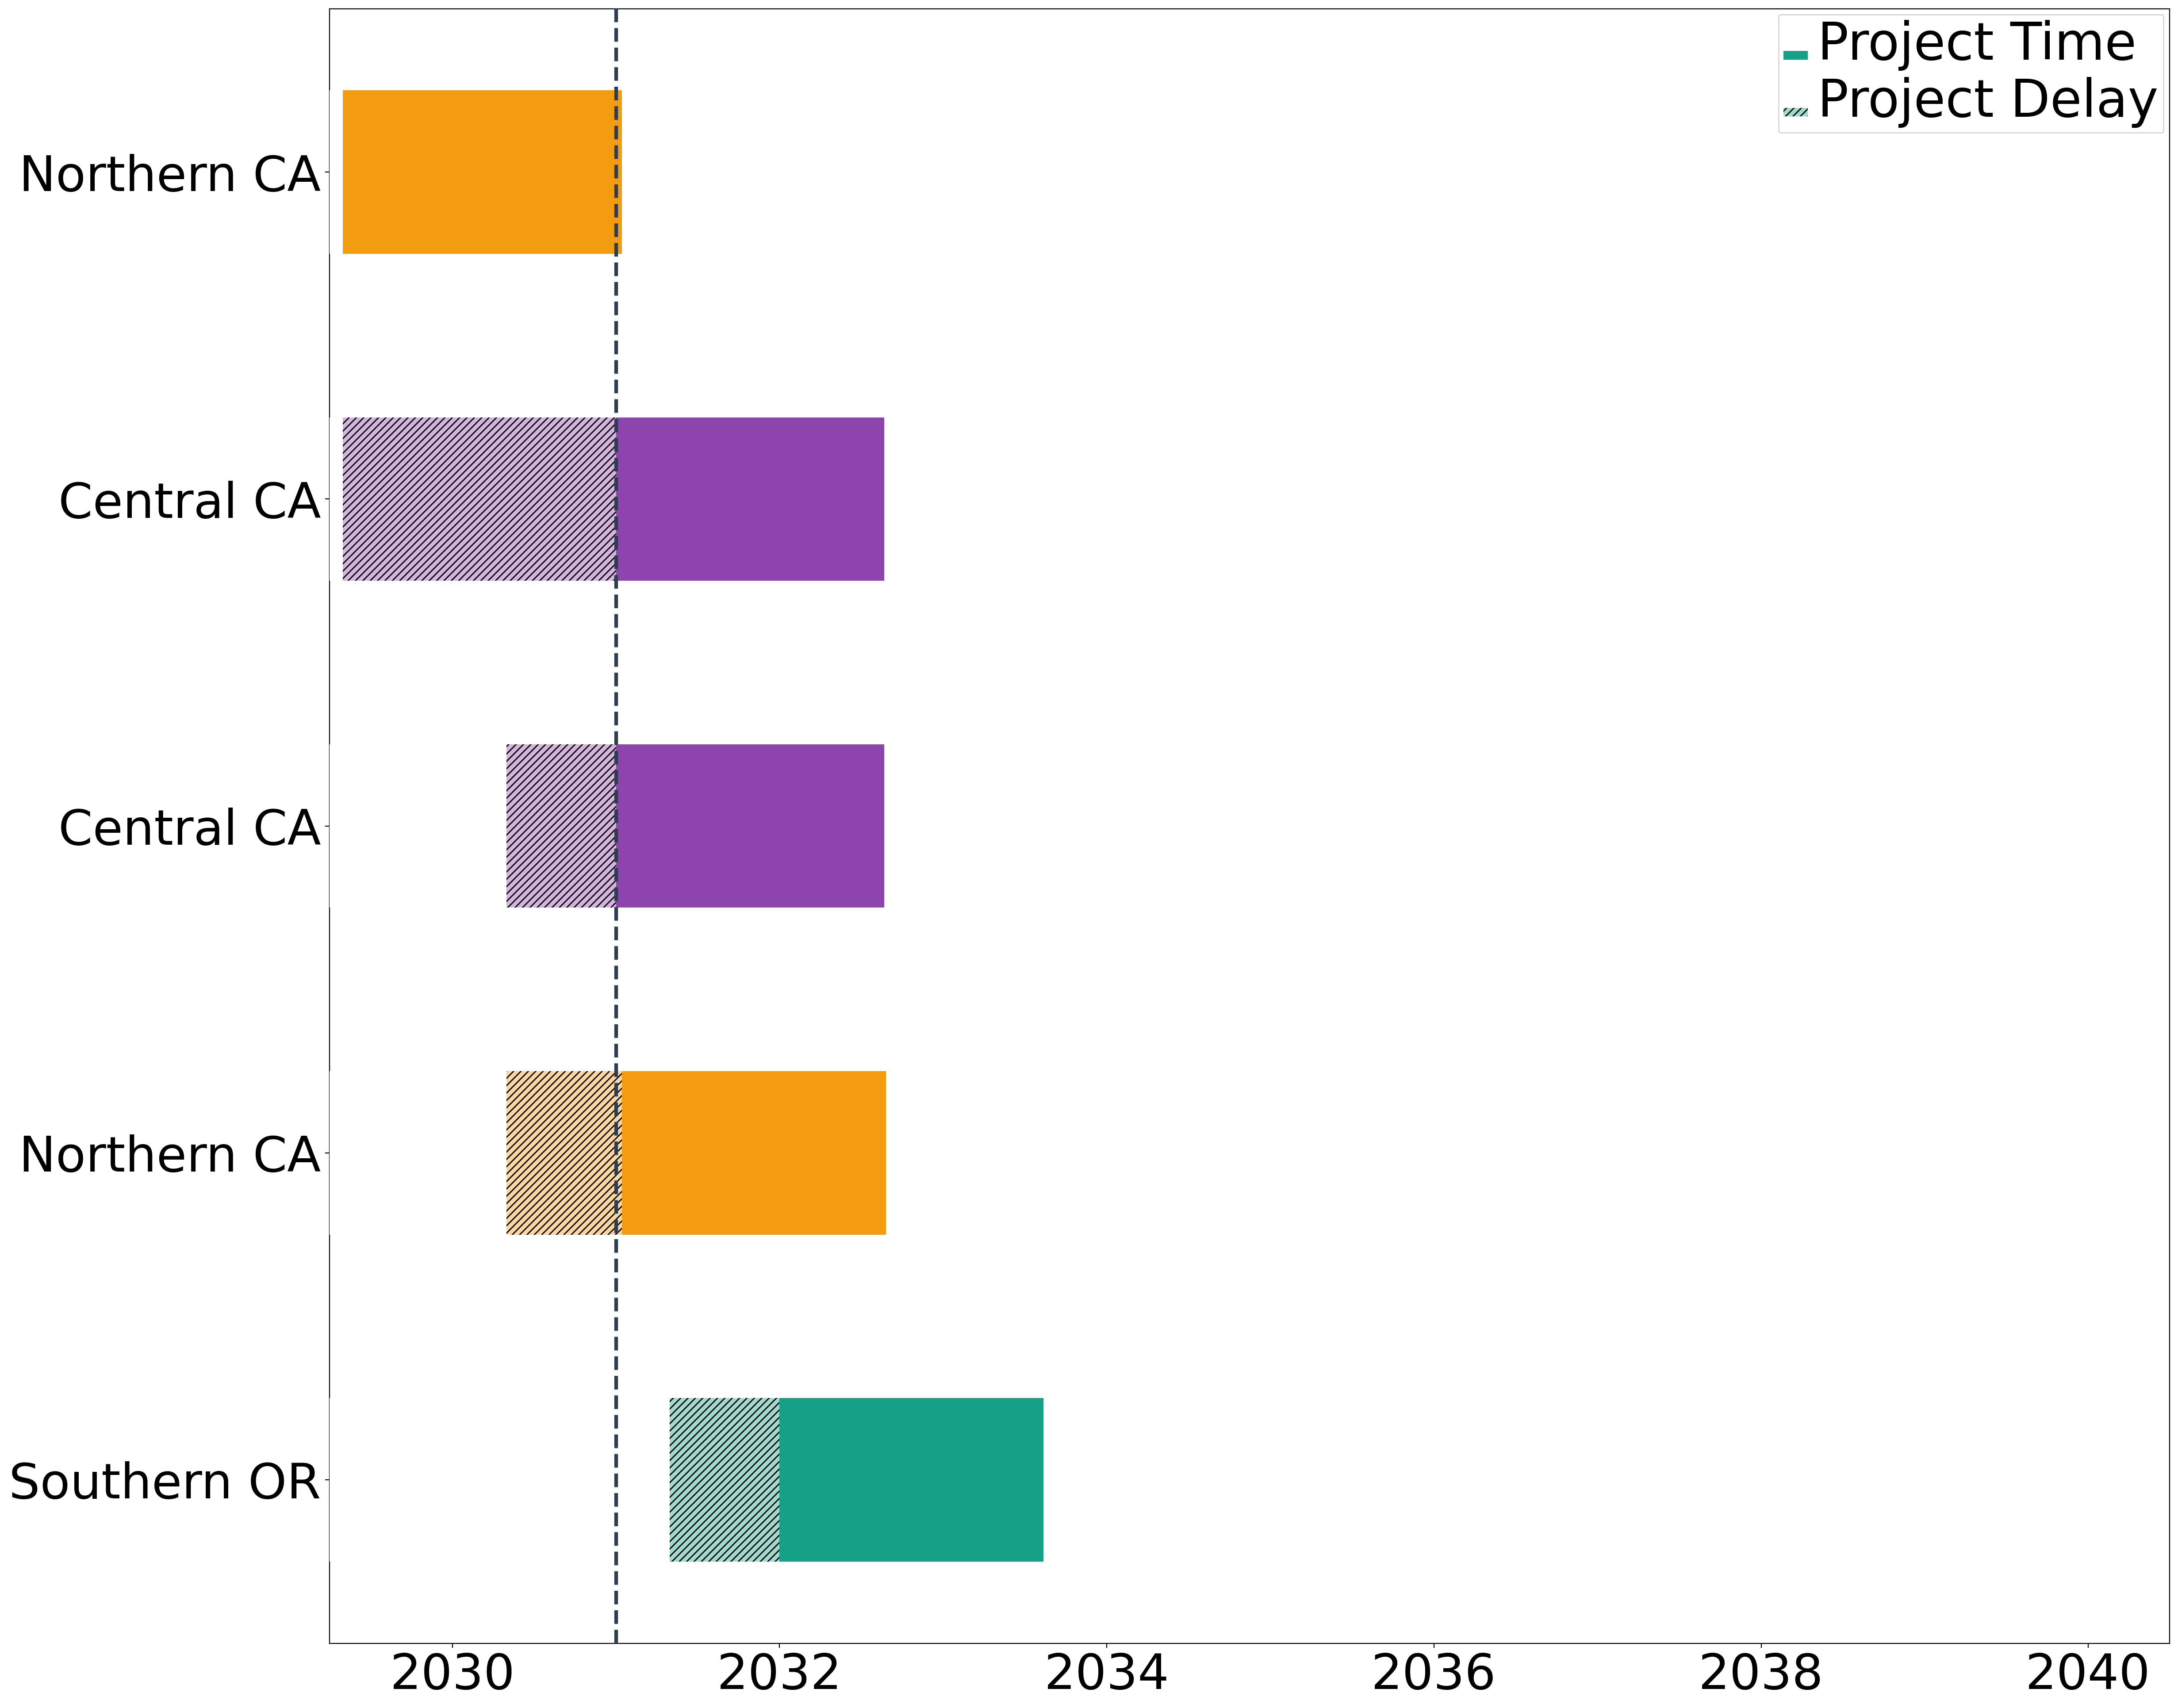 Project Time
Project Delay
Northern CA
Central CA
Central CA
Northern CA
Southern OR
2030 2032 2034 2036 2038 2040